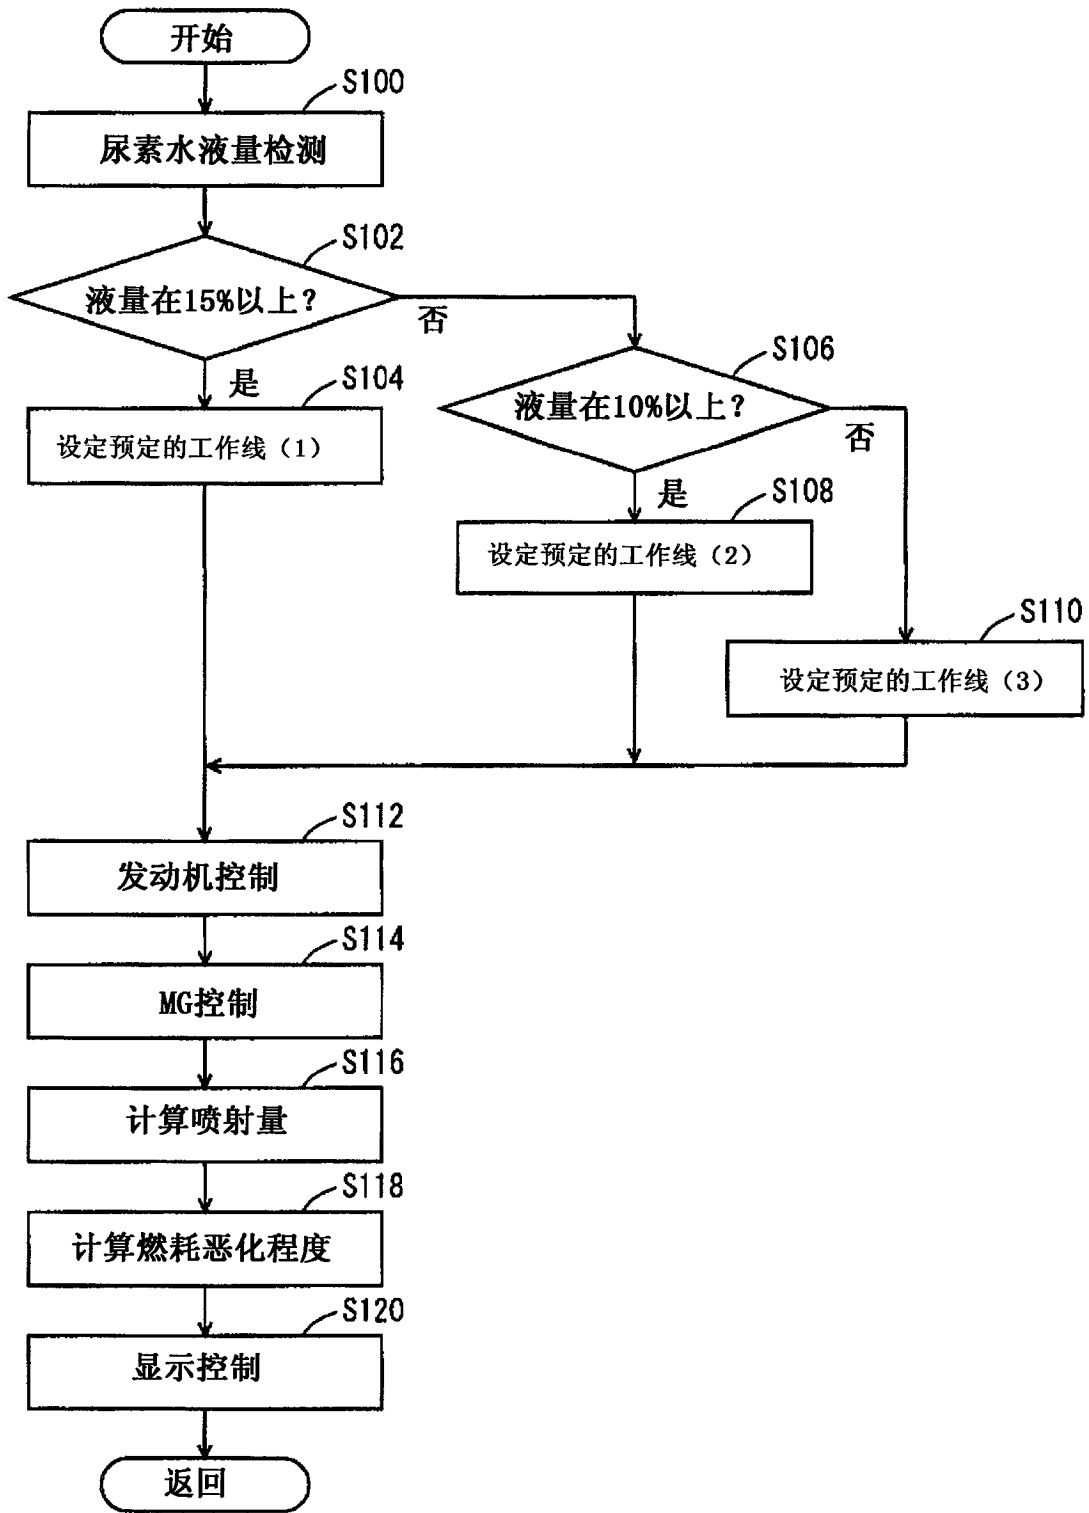 开始
S100
尿素水液量检测
S102
液量在15%以上？
否
S106
是
S104
液量在10%以上？
否
设定预定的工作线（1）
是
S108
设定预定的工作线（2）
S110
设定预定的工作线（3）
S112
发动机控制
S114
MG控制
S116
计算喷射量
S118
计算燃耗恶化程度
S120
显示控制
返回